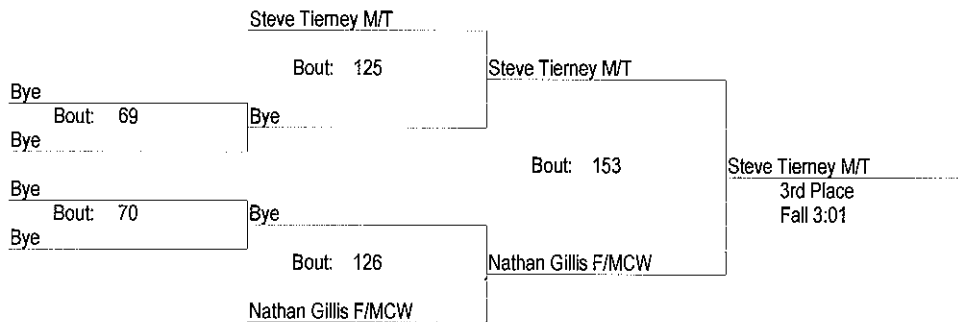 Steve Tierney M/T
Bout: 125
Steve Tierney M/T
Bye
Bout: 69
Bye
Bye
Bout: 153
Steve Tierney M/T
3rd Place
Fall 3:01
Bye
Bout: 70
Bye
Bye
Bout: 126
Nathan Gillis F/MCW
Nathan Gillis F/MCW